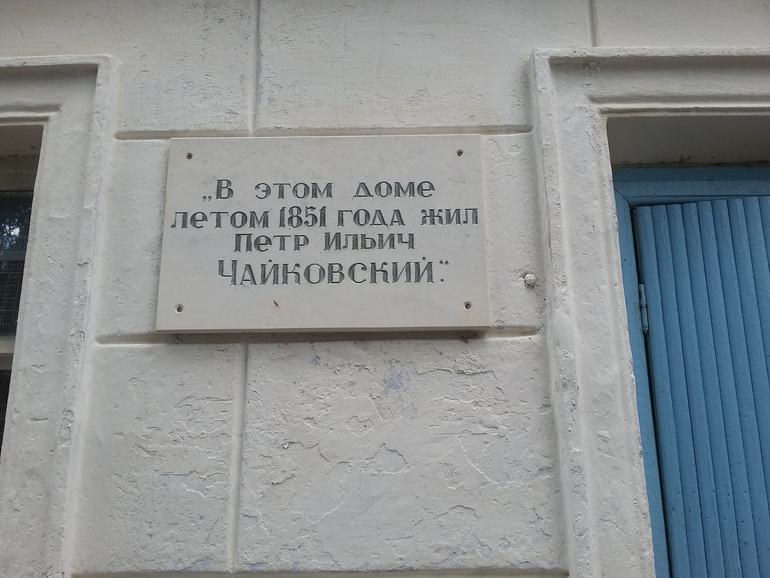 „В этом доме
летом 1851 года жил
Петр Ильич
Чайковский."